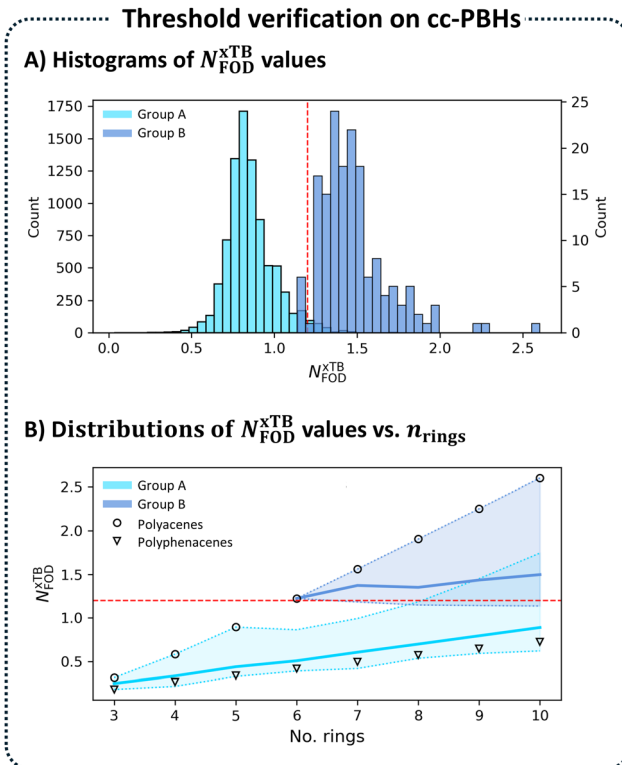 Threshold verification on cc-PBHs
A) Histograms of N_FOD^xTB values
Group A
Group B
1750
1500
1250
1000
750
500
250
0
Count
25
20
15
10
5
0
Count
0.0 0.5 1.0 1.5 2.0 2.5
N_FOD^xTB
B) Distributions of N_FOD^xTB values vs. n_rings
Group A
Group B
Polyacenes
Polyphenacenes
2.5
2.0
1.5
1.0
0.5
N_FOD^xTB
3 4 5 6 7 8 9 10
No. rings